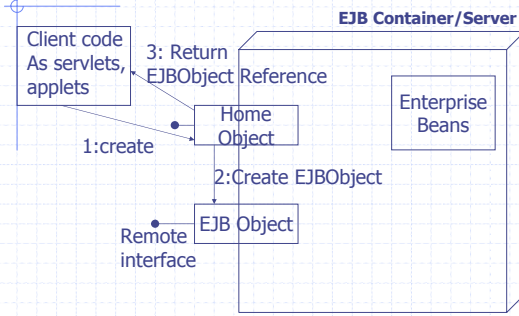 EJB Container/Server
Client code
As servlets,
applets
3: Return
EJBObject Reference
Enterprise
Beans
Home
Object
1:create
2:Create EJBObject
EJB Object
Remote
interface